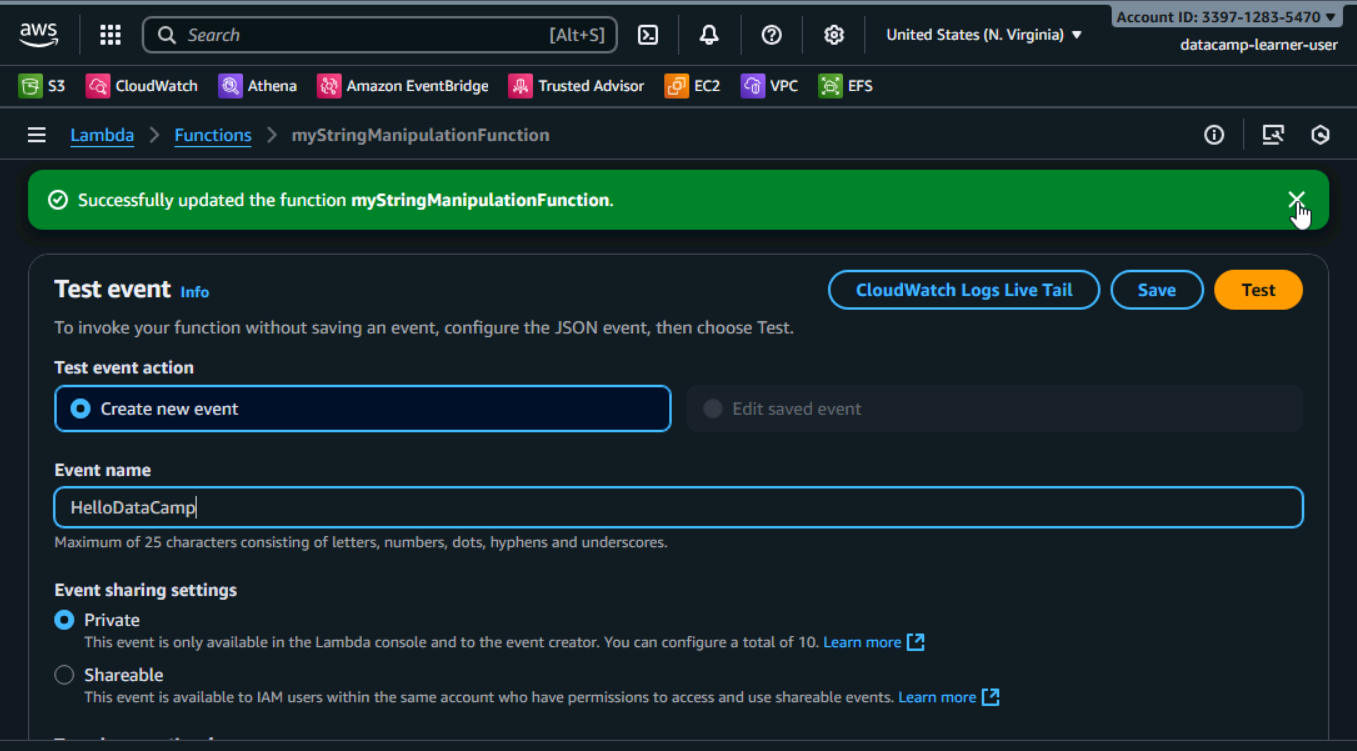 aws Search [Alt+S] United States (N. Virginia) ▼ Account ID: 3397-1283-5470 ▼
datacamp-learner-user
S3 CloudWatch Athena Amazon EventBridge Trusted Advisor EC2 VPC EFS
Lambda > Functions > myStringManipulationFunction
Successfully updated the function myStringManipulationFunction.
Test event Info CloudWatch Logs Live Tail Save Test
To invoke your function without saving an event, configure the JSON event, then choose Test.
Test event action
Create new event Edit saved event
Event name
HelloDataCamp
Maximum of 25 characters consisting of letters, numbers, dots, hyphens and underscores.
Event sharing settings
Private
This event is only available in the Lambda console and to the event creator. You can configure a total of 10. Learn more
Shareable
This event is available to IAM users within the same account who have permissions to access and use shareable events. Learn more